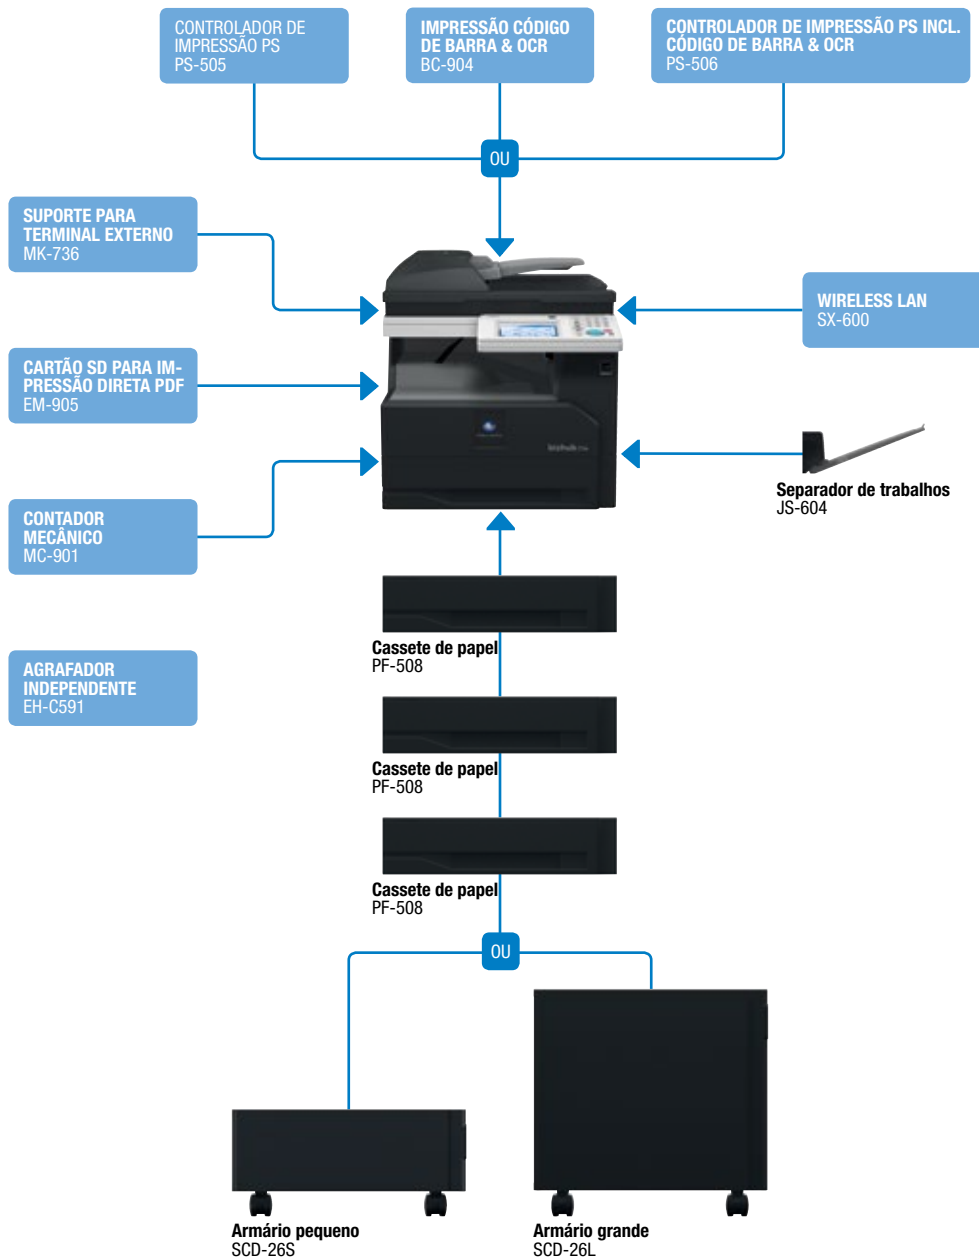 CONTROLADOR DE
IMPRESSÃO PS
PS-505
IMPRESSÃO CÓDIGO
DE BARRA & OCR
BC-904
CONTROLADOR DE IMPRESSÃO PS INCL.
CÓDIGO DE BARRA & OCR
PS-506
OU
SUPORTE PARA
TERMINAL EXTERNO
MK-736
WIRELESS LAN
SX-600
CARTÃO SD PARA IM-
PRESSÃO DIRETA PDF
EM-905
bizhub
Separador de trabalhos
JS-604
CONTADOR
MECÂNICO
MC-901
Cassete de papel
PF-508
AGRAFADOR
INDEPENDENTE
EH-C591
Cassete de papel
PF-508
Cassete de papel
PF-508
OU
Armário pequeno
SCD-26S
Armário grande
SCD-26L